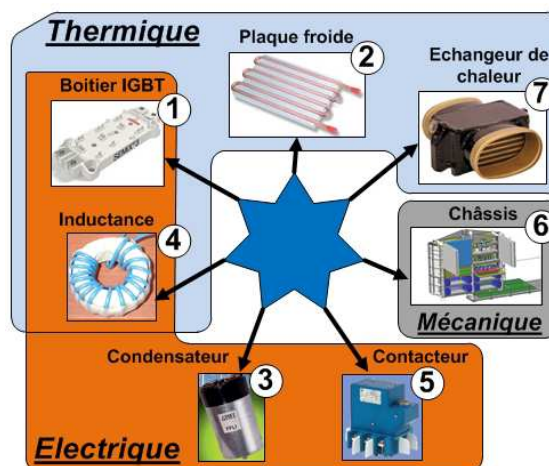 Thermique
Plaque froide
2
Echangeur de
chaleur
7
Boitier IGBT
1
Inductance
4
Châssis
6
Mécanique
Condensateur
3
Contacteur
5
Electrique